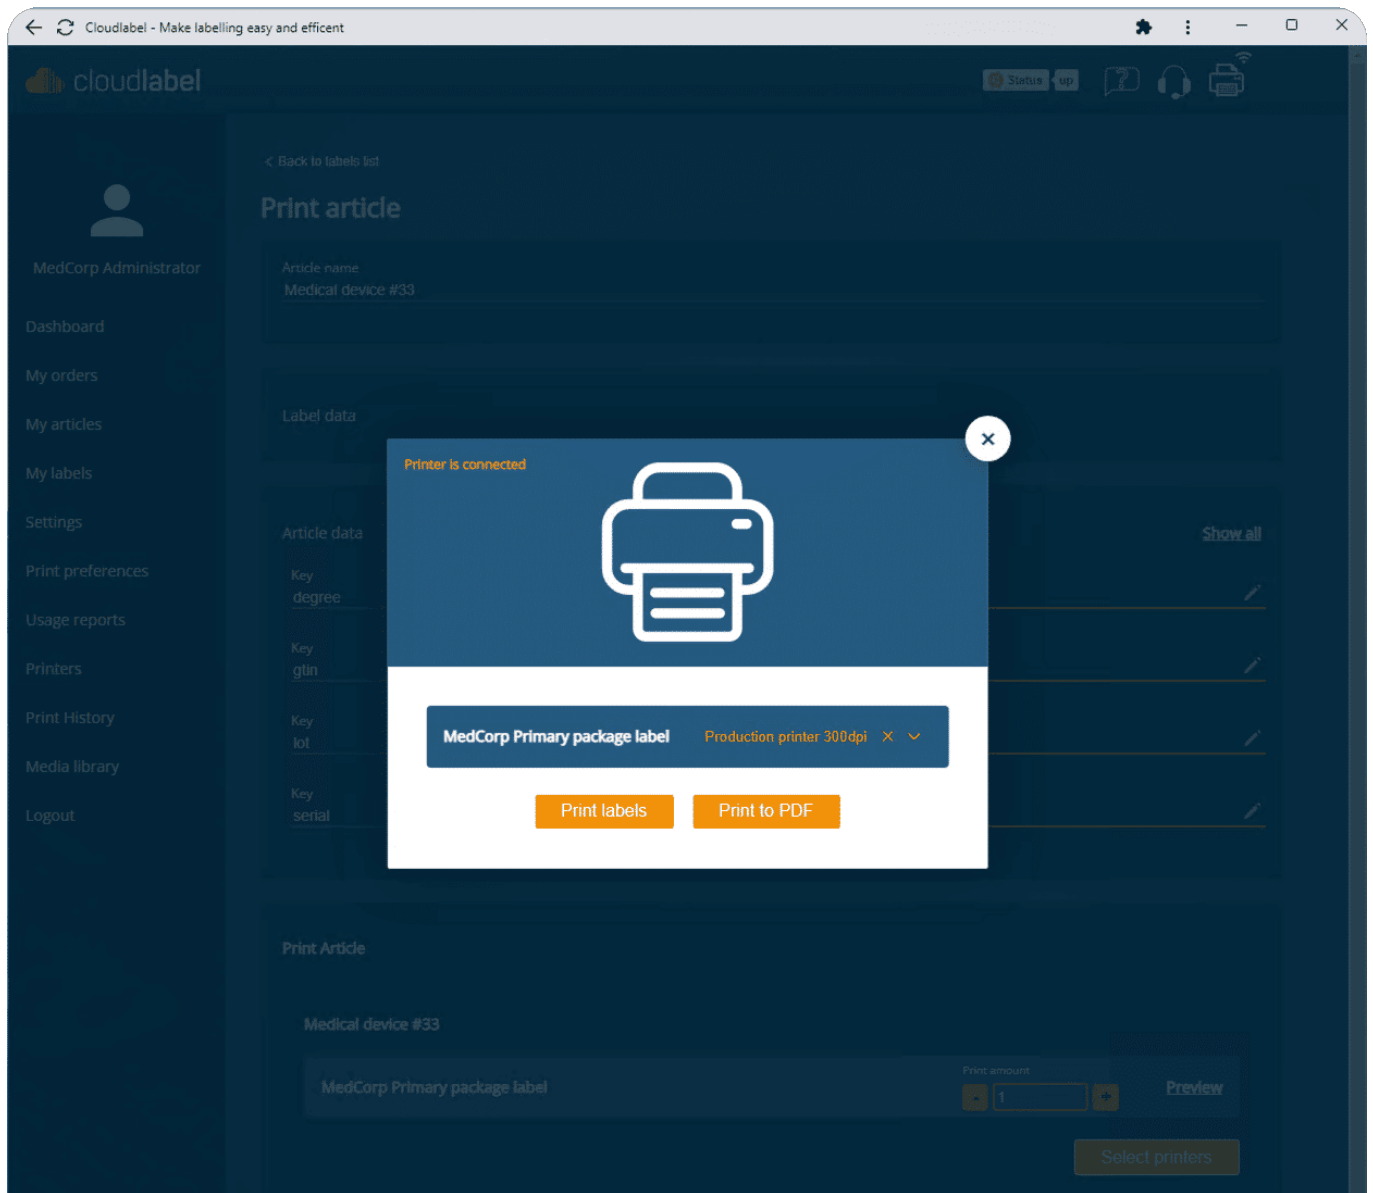 Cloudlabel - Make labelling easy and efficent
cloudlabel
Status up
< Back to labels list
Print article
MedCorp Administrator
Article name
Medical device #33
Dashboard
My orders
My articles
My labels
Settings
Print preferences
Usage reports
Printers
Print History
Media library
Logout
Label data
Printer is connected
Article data
Show all
Key
degree
Key
gtin
Key
lot
Key
serial
MedCorp Primary package label Production printer 300dpi
Print labels Print to PDF
Print Article
Medical device #33
MedCorp Primary package label
Print amount
- 1 +
Preview
Select printers